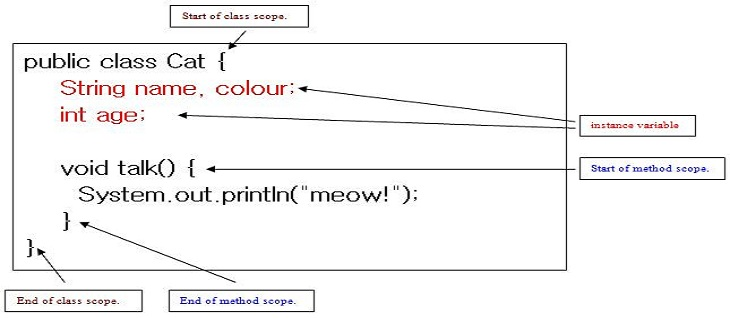 Start of class scope.
public class Cat {
String name, colour;
int age;
instance variable
void talk() {
Start of method scope.
System.out.println("meow!");
}
}
End of class scope.
End of method scope.